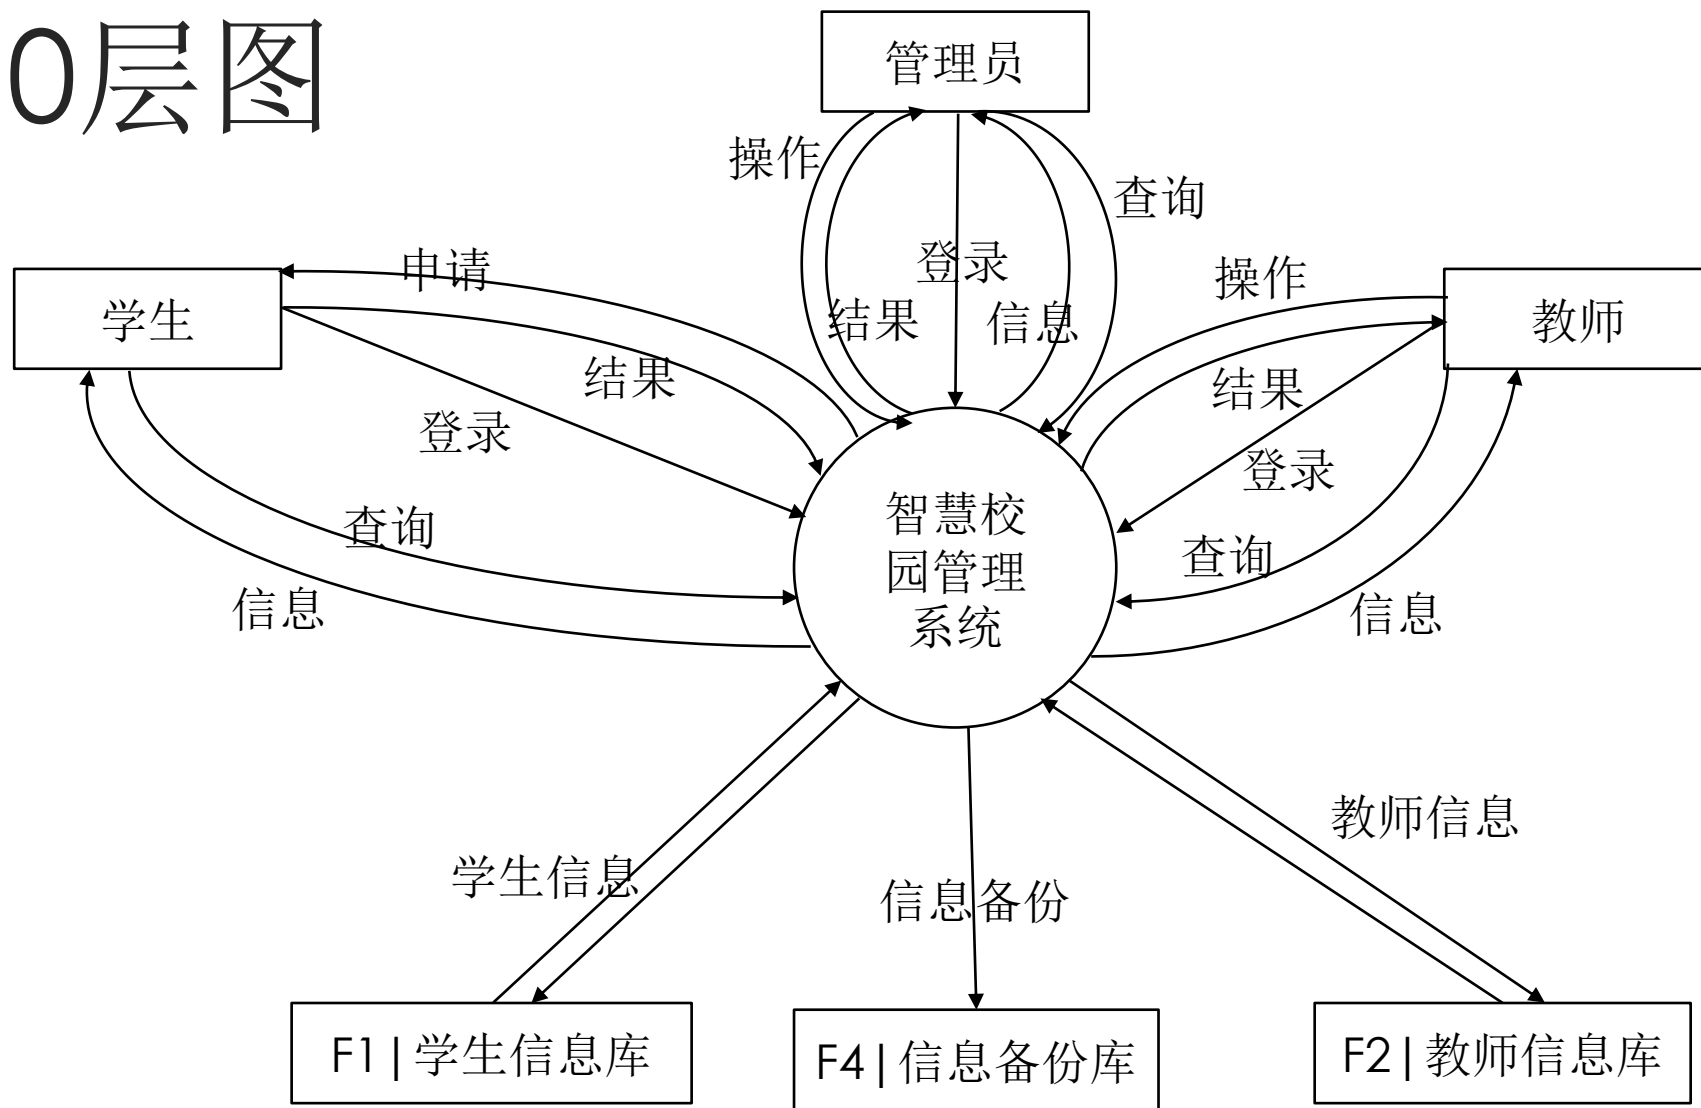 0层图
管理员
操作
查询
申请
登录
操作
学生
结果
信息
教师
结果
结果
登录
登录
查询
智慧校
园管理
系统
查询
信息
信息
教师信息
学生信息
信息备份
F1|学生信息库
F4|信息备份库
F2|教师信息库